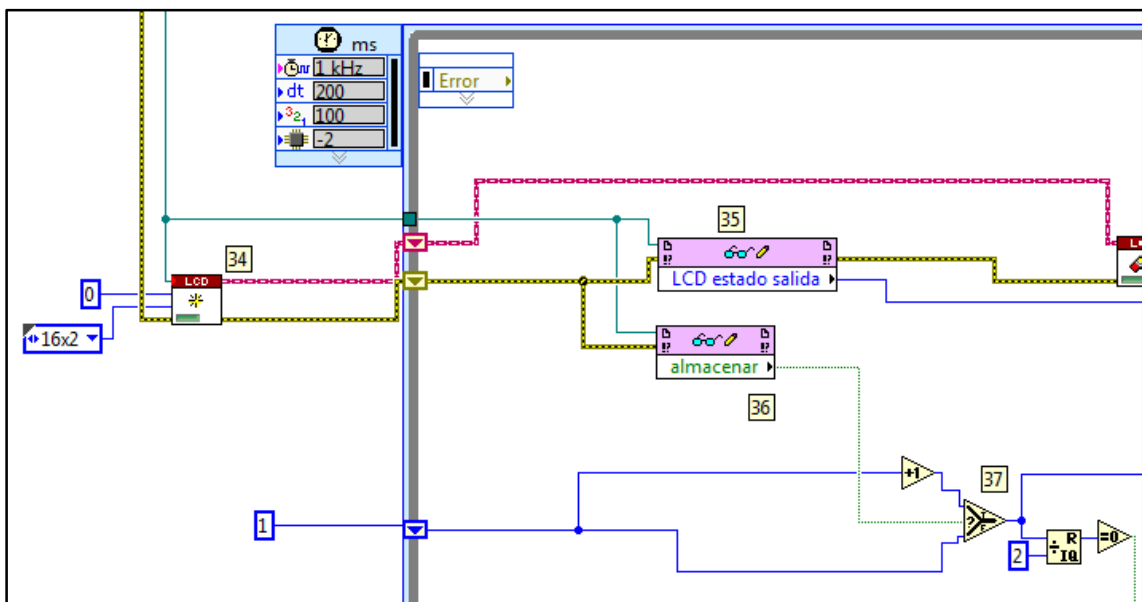 ms
1 kHz
dt 200
321 100
-2
Error
35
34
LCD
LCD estado salida
0
16x2
almacenar
36
+1
37
1
?
T
F
R
IQ
2
=0